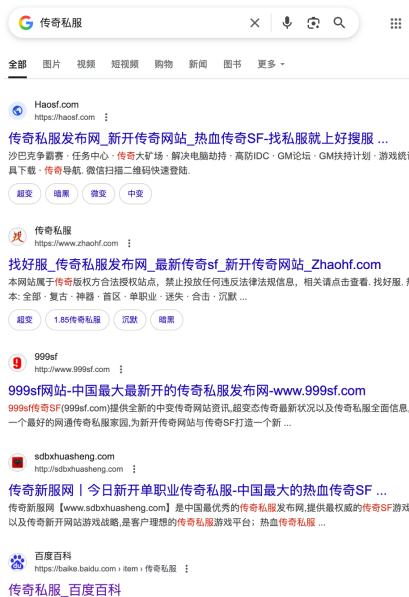 传奇私服
全部 图片 视频 短视频 购物 新闻 图书 更多
Haosf.com
https://haosf.com
传奇私服发布网_新开传奇网站_热血传奇SF-找私服就上好搜服 ...
沙巴克争霸赛 · 任务中心 · 传奇大矿场 · 解决电脑劫持 · 高防IDC · GM论坛 · GM扶持计划 · 游戏统
具下载 · 传奇导航. 微信扫描二维码快速登陆.
超变 暗黑 微变 中变
传奇私服
https://www.zhaohf.com
找好服_传奇私服发布网_最新传奇sf_新开传奇网站_Zhaohf.com
本网站属于传奇版权方合法授权站点，禁止投放任何违反法律法规信息，相关请点击查看. 找好服.
本: 全部 · 复古 · 神器 · 首区 · 单职业 · 迷失 · 合击 · 沉默 ...
超变 1.85传奇私服 沉默 暗黑
9
999sf
http://www.999sf.com
999sf网站-中国最大最新开的传奇私服发布网-www.999sf.com
999sf传奇SF(999sf.com)提供全新的中变传奇网站资讯,超变态传奇最新状况以及传奇私服全面信息,
一个最好的网通传奇私服家园,为新开传奇网站与传奇SF打造一个新 ...
sdbxhuasheng.com
http://sdbxhuasheng.com
传奇新服网丨今日新开单职业传奇私服-中国最大的热血传奇SF ...
传奇新服网【www.sdbxhuasheng.com】是中国最优秀的传奇私服发布网,提供最权威的传奇SF游戏
以及传奇新开网站游戏战略,是客户理想的传奇私服游戏平台；热血传奇私服 ...
du
百度百科
https://baike.baidu.com › item › 传奇私服
传奇私服_百度百科